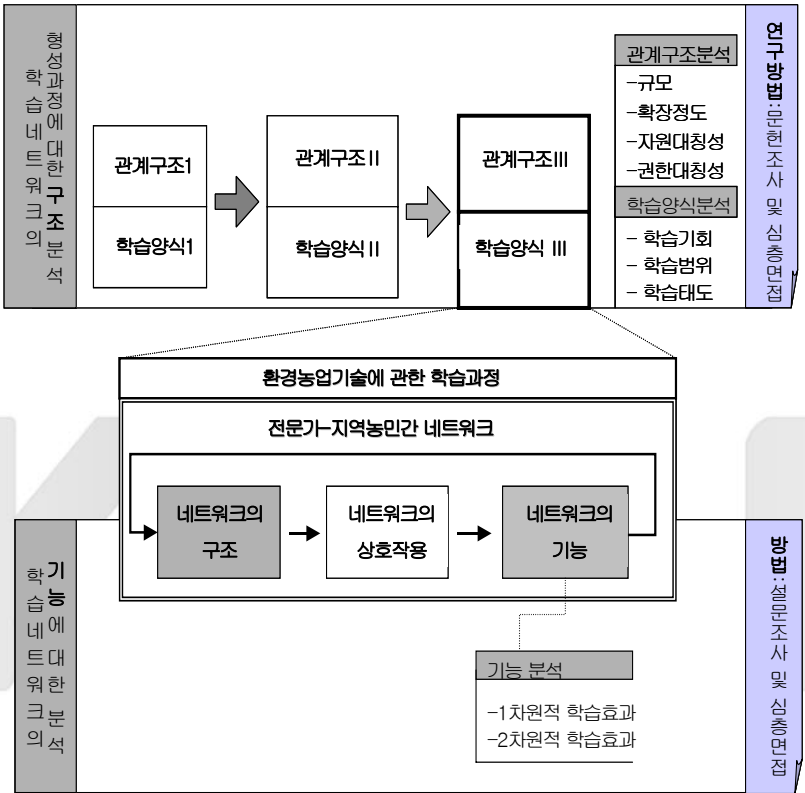 학습네트워크의
형성과정에 대한 구조분석
관계구조1
학습양식1
관계구조II
학습양식II
관계구조III
학습양식 III
관계구조분석
-규모
-확장정도
-자원대칭성
-권한대칭성
학습양식분석
- 학습기회
- 학습범위
- 학습태도
연구방법:문헌조사 및 심층면접
환경농업기술에 관한 학습과정
전문가-지역농민간 네트워크
네트워크의
구조
네트워크의
상호작용
네트워크의
기능
학습네트워크의
기능에 대한 분석
기능 분석
-1차원적 학습효과
-2차원적 학습효과
방법:설문조사 및 심층면접